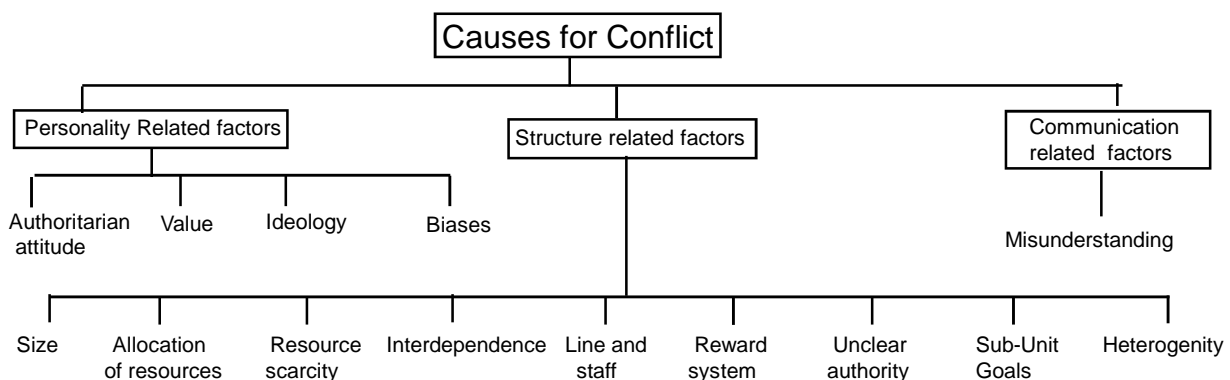 Causes for Conflict
Personality Related factors
Structure related factors
Communication
related factors
Authoritarian
attitude
Value
Ideology
Biases
Misunderstanding
Size
Allocation
of resources
Resource
scarcity
Interdependence
Line and
staff
Reward
system
Unclear
authority
Sub-Unit
Goals
Heterogenity